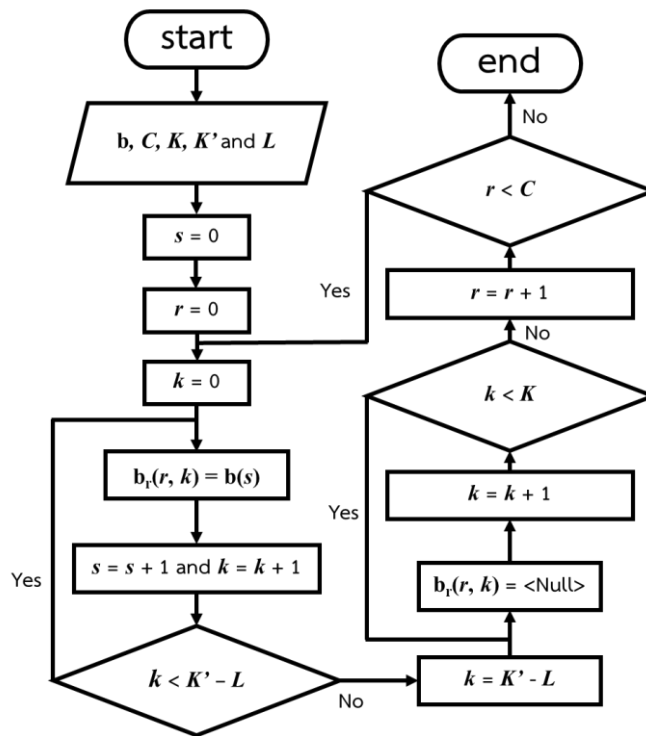 start
b, C, K, K' and L
s = 0
r = 0
k = 0
b_r(r, k) = b(s)
s = s + 1 and k = k + 1
Yes
k < K' – L
No
k = K' - L
b_r(r, k) = <Null>
k = k + 1
Yes
k < K
No
r = r + 1
Yes
r < C
No
end